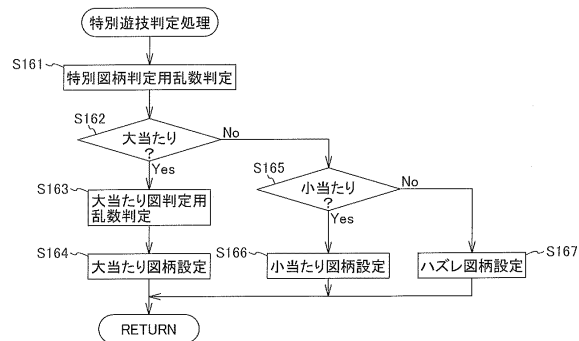 特別遊技判定処理
S161
特別図柄判定用乱数判定
S162
大当たり
?
No
Yes
S165
小当たり
?
No
Yes
S163
大当たり図判定用
乱数判定
S164
大当たり図柄設定
S166
小当たり図柄設定
S167
ハズレ図柄設定
RETURN